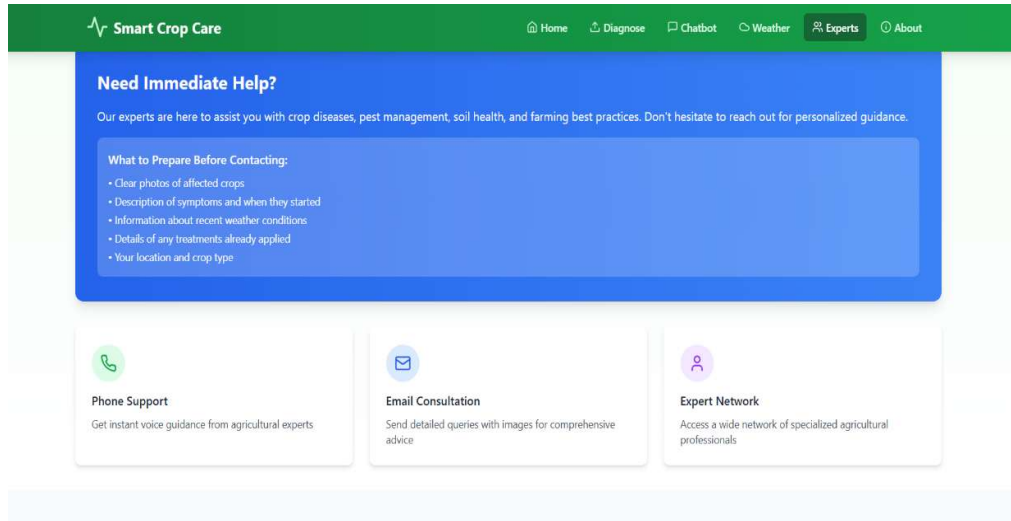 Smart Crop Care
Home Diagnose Chatbot Weather Experts About
Need Immediate Help?
Our experts are here to assist you with crop diseases, pest management, soil health, and farming best practices. Don't hesitate to reach out for personalized guidance.
What to Prepare Before Contacting:
• Clear photos of affected crops
• Description of symptoms and when they started
• Information about recent weather conditions
• Details of any treatments already applied
• Your location and crop type
Phone Support
Get instant voice guidance from agricultural experts
Email Consultation
Send detailed queries with images for comprehensive
advice
Expert Network
Access a wide network of specialized agricultural
professionals